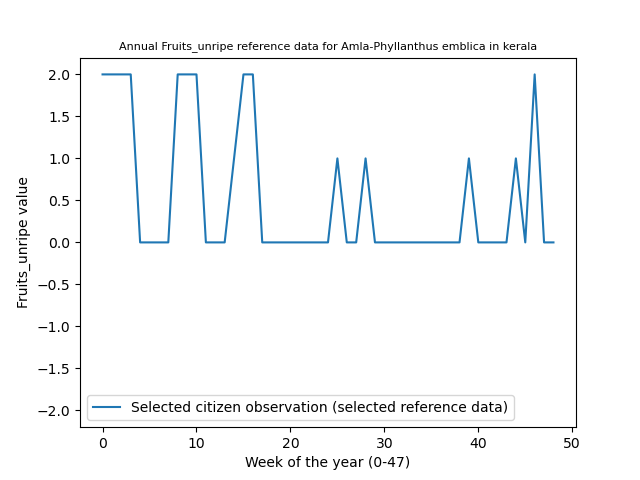 Annual Fruits_unripe reference data for Amla-Phyllanthus emblica in kerala
2.0
1.5
1.0
0.5
0.0
−0.5
−1.0
−1.5
−2.0
Fruits_unripe value
Selected citizen observation (selected reference data)
0 10 20 30 40 50
Week of the year (0-47)